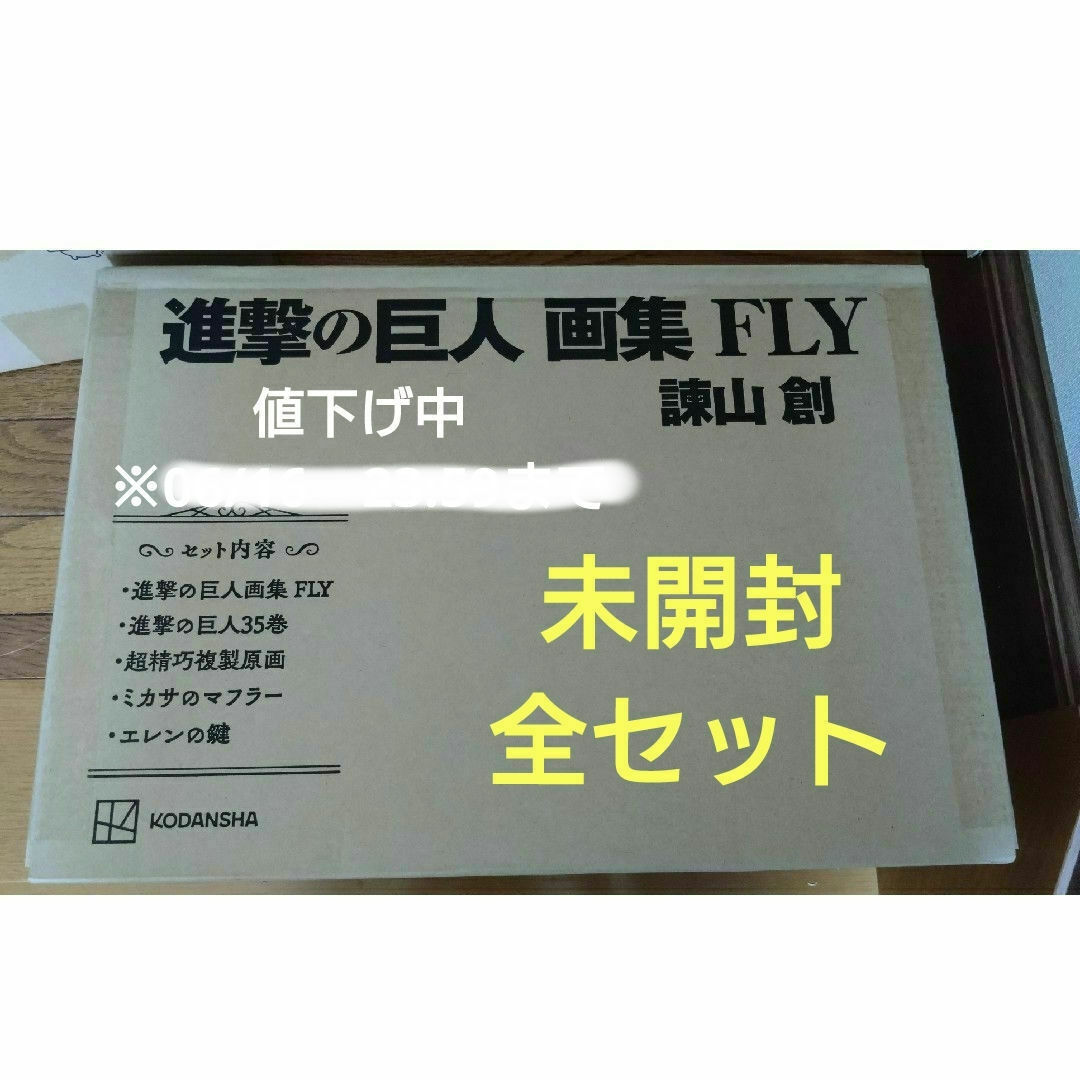 進撃の巨人 画集 FLY
諫山 創
値下げ中
※
セット内容
・進撃の巨人画集 FLY
・進撃の巨人35巻
・超精巧複製原画
・ミカサのマフラー
・エレンの鍵
KODANSHA
未開封
全セット